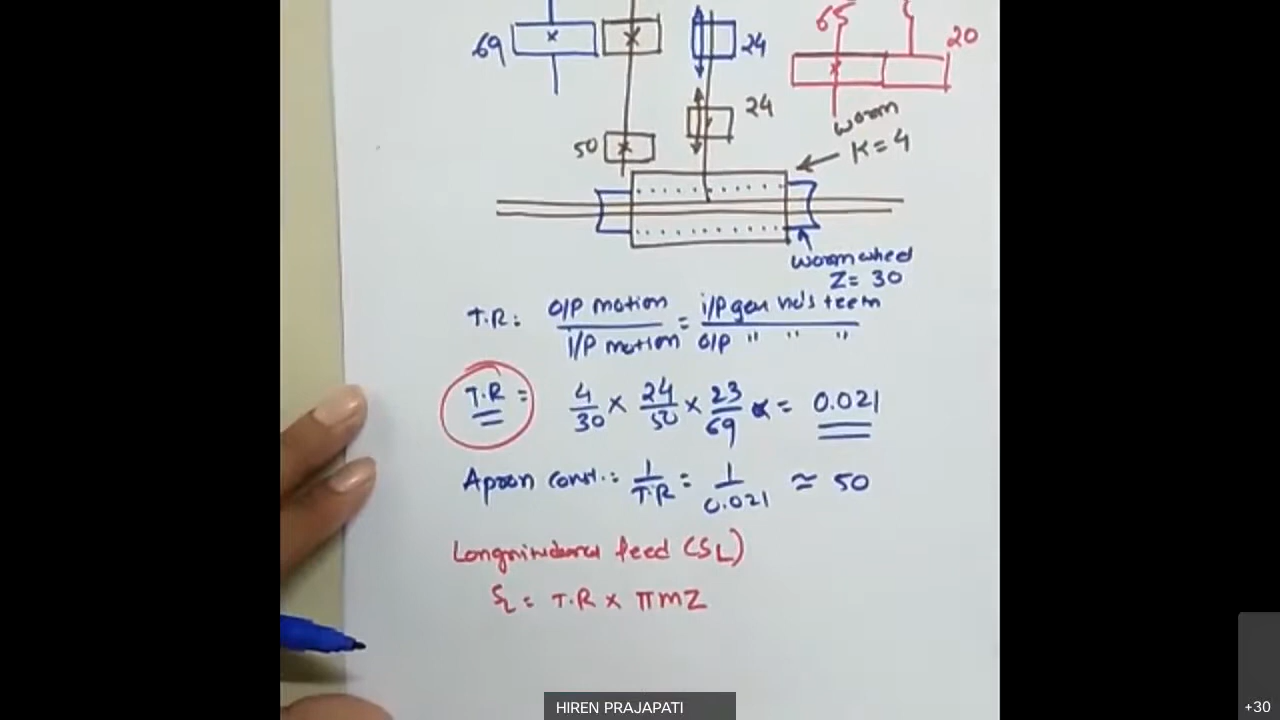 65
20
69
24
24
worm
K = 4
50
worm wheel
Z = 30
T.R: O/P motion / I/P motion = i/P gear no's teeth / O/P " " "
T.R = 4/30 × 24/50 × 23/69 = 0.021
Apron const.: 1/T.R = 1/0.021 ≈ 50
feed (SL)
SL = T.R × πmZ
HIREN PRAJAPATI
+30